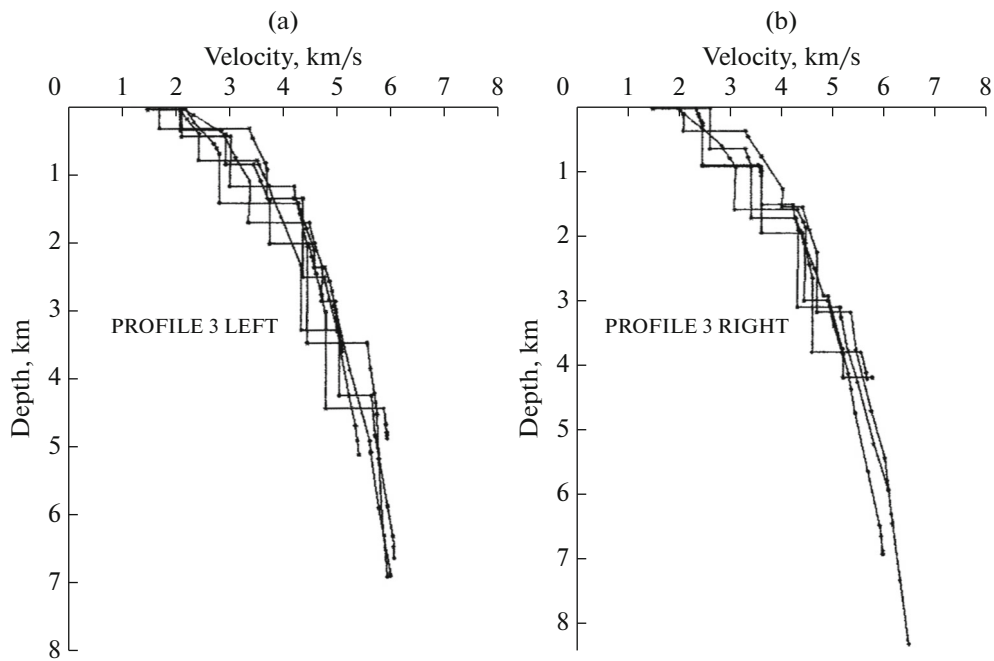 (a)
Velocity, km/s
0 1 2 3 4 5 6 7 8
0
1
2
3
4
5
6
7
8
Depth, km
PROFILE 3 LEFT
(b)
Velocity, km/s
0 1 2 3 4 5 6 7 8
0
1
2
3
4
5
6
7
8
Depth, km
PROFILE 3 RIGHT